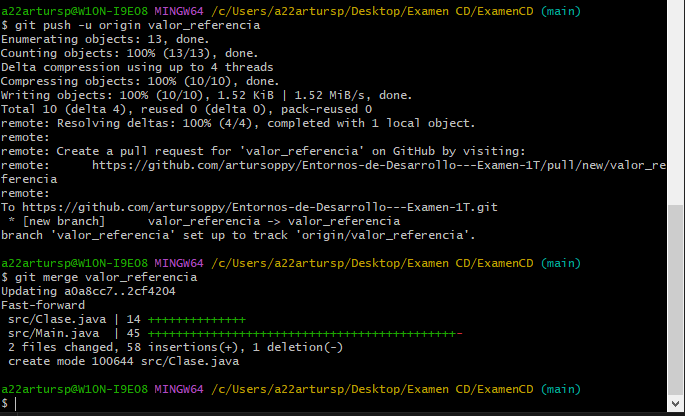 a22artursp@W10N-I9E08 MINGW64 /c/Users/a22artursp/Desktop/Examen CD/ExamenCD (main)
$ git push -u origin valor_referencia
Enumerating objects: 13, done.
Counting objects: 100% (13/13), done.
Delta compression using up to 4 threads
Compressing objects: 100% (10/10), done.
Writing objects: 100% (10/10), 1.52 KiB | 1.52 MiB/s, done.
Total 10 (delta 4), reused 0 (delta 0), pack-reused 0
remote: Resolving deltas: 100% (4/4), completed with 1 local object.
remote:
remote: Create a pull request for 'valor_referencia' on GitHub by visiting:
remote:      https://github.com/artursoppy/Entornos-de-Desarrollo---Examen-1T/pull/new/valor_re
ferencia
remote:
To https://github.com/artursoppy/Entornos-de-Desarrollo---Examen-1T.git
 * [new branch]      valor_referencia -> valor_referencia
branch 'valor_referencia' set up to track 'origin/valor_referencia'.
a22artursp@W10N-I9E08 MINGW64 /c/Users/a22artursp/Desktop/Examen CD/ExamenCD (main)
$ git merge valor_referencia
Updating a0a8cc7..2cf4204
Fast-forward
 src/Clase.java | 14 ++++++++++++++
 src/Main.java  | 45 ++++++++++++++++++++++++++++++++++++++++++++-
 2 files changed, 58 insertions(+), 1 deletion(-)
 create mode 100644 src/Clase.java
a22artursp@W10N-I9E08 MINGW64 /c/Users/a22artursp/Desktop/Examen CD/ExamenCD (main)
$